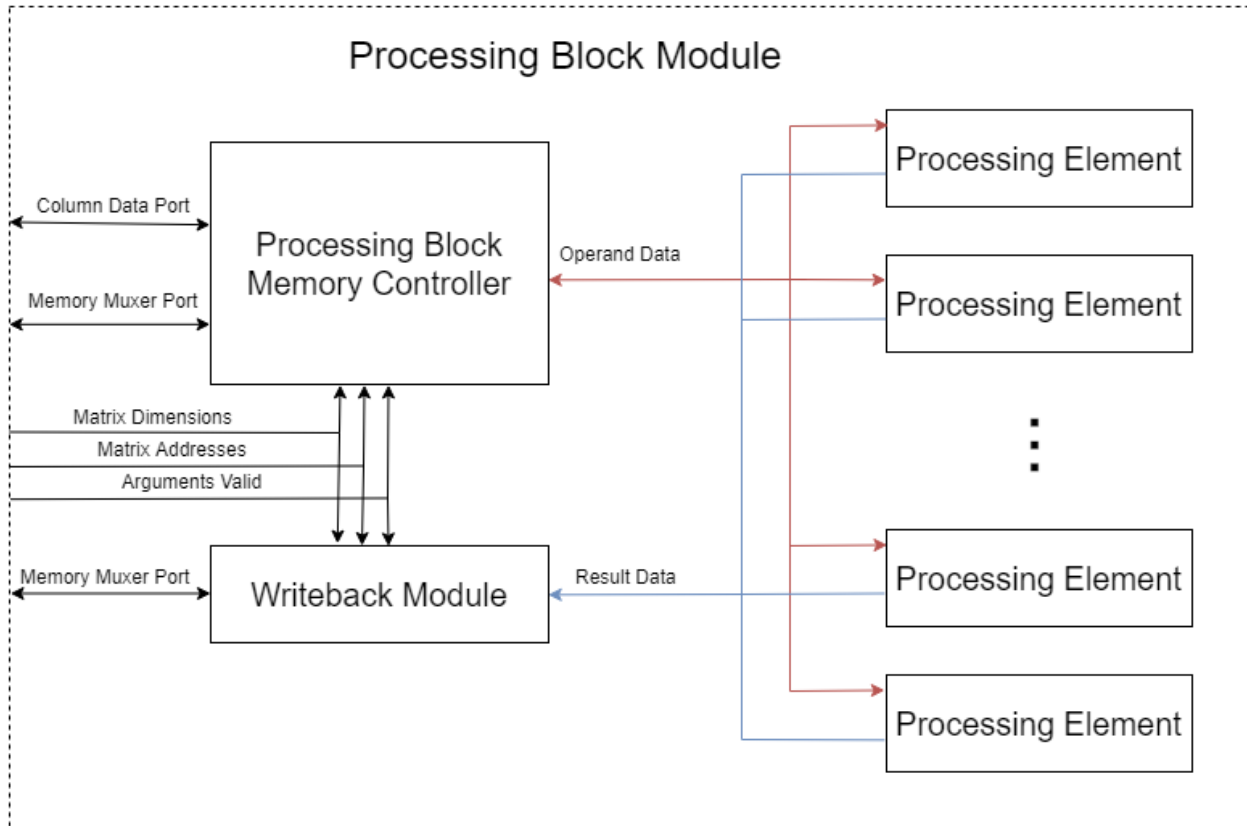 Processing Block Module
Column Data Port
Memory Muxer Port
Processing Block
Memory Controller
Operand Data
Processing Element
Processing Element
Matrix Dimensions
Matrix Addresses
Arguments Valid
Memory Muxer Port
Writeback Module
Result Data
Processing Element
Processing Element